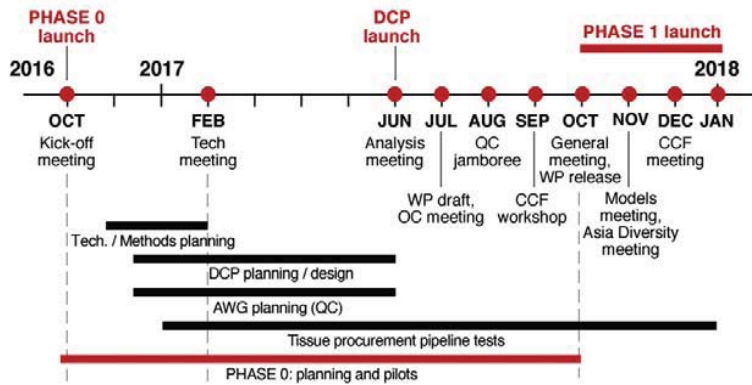 PHASE 0
launch
DCP
launch
PHASE 1 launch
2016
2017
2018
OCT
FEB
JUN
JUL
AUG
SEP
OCT
NOV
DEC
JAN
Kick-off
meeting
Tech
meeting
Analysis
meeting
WP draft,
OC meeting
QC
jamboree
CCF
workshop
General
meeting,
WP release
Models
meeting,
Asia Diversity
meeting
CCF
meeting
Tech. / Methods planning
DCP planning / design
AWG planning (QC)
Tissue procurement pipeline tests
PHASE 0: planning and pilots